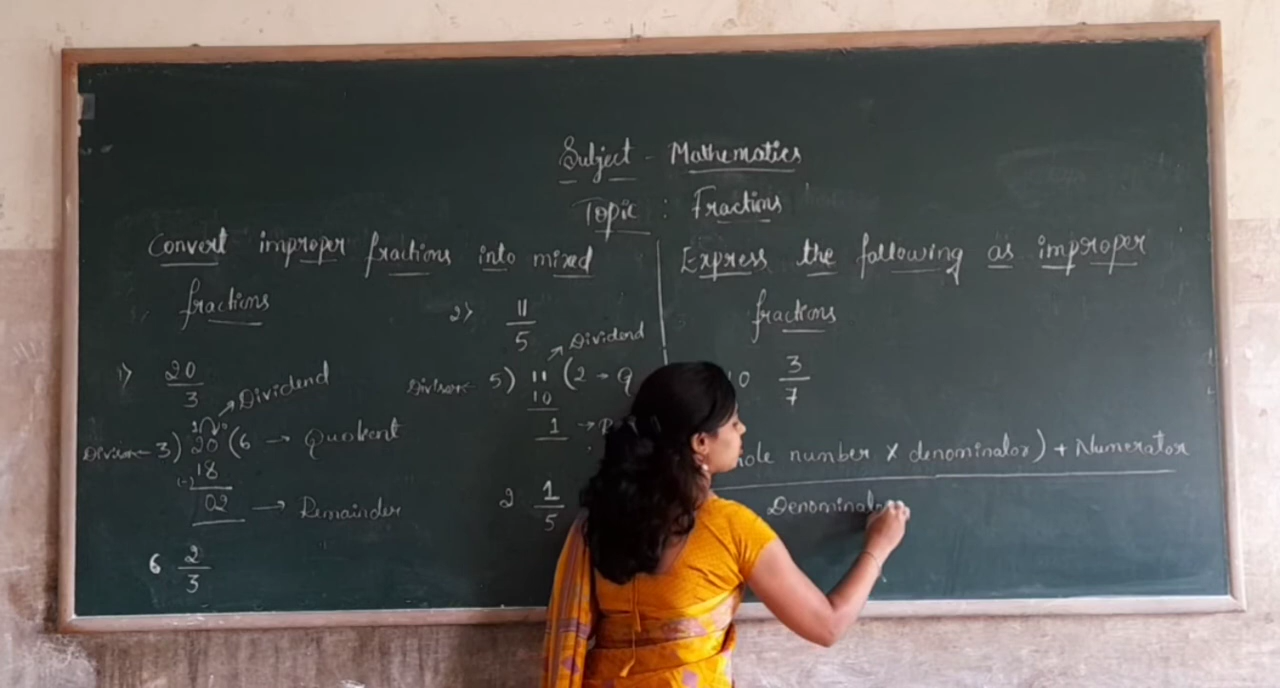 Subject - Mathematics
Topic : Fractions
Convert improper fractions into mixed
fractions
1) 20
3
Dividend
Divisor 3) 20 (6 → Quotient
(-) 18
02 → Remainder
6 2
3
2) 11
5
Dividend
Divisor 5) 11 (2 → Q
10
1 →
2 1
5
Express the following as improper
fractions
10 3
7
number × denominator) + Numerator